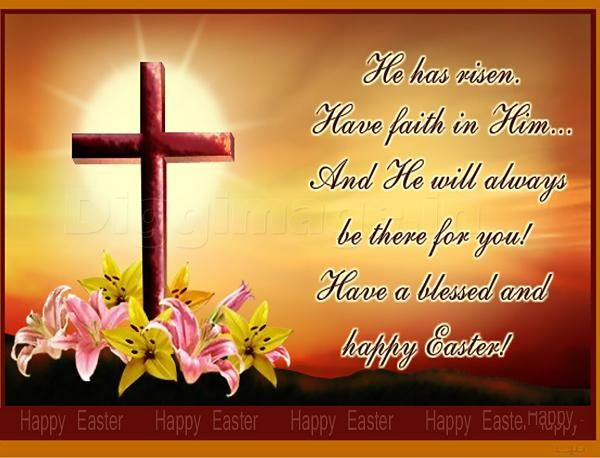 He has risen.
Have faith in Him...
And He will always
be there for you!
Have a blessed and
happy Easter!
Happy Easter Happy Easter Happy Easter Happy Easte. Happy,